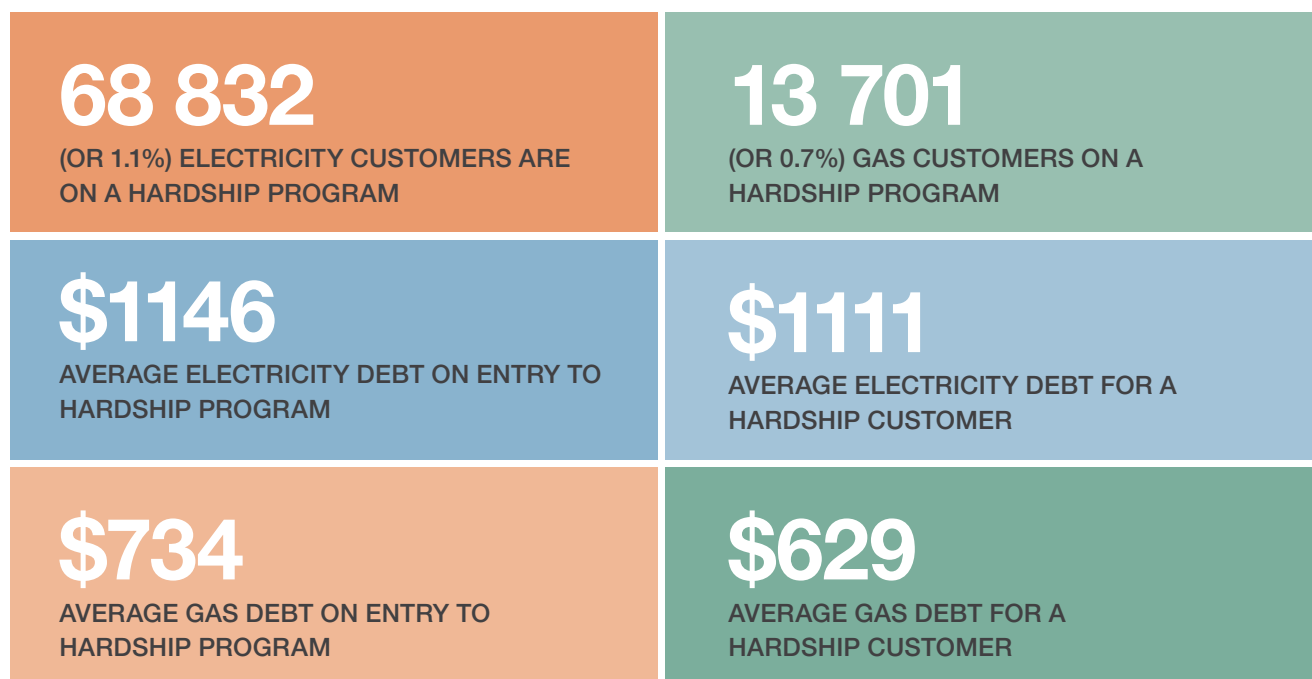 68 832
(OR 1.1%) ELECTRICITY CUSTOMERS ARE
ON A HARDSHIP PROGRAM
13 701
(OR 0.7%) GAS CUSTOMERS ON A
HARDSHIP PROGRAM
$1146
AVERAGE ELECTRICITY DEBT ON ENTRY TO
HARDSHIP PROGRAM
$1111
AVERAGE ELECTRICITY DEBT FOR A
HARDSHIP CUSTOMER
$734
AVERAGE GAS DEBT ON ENTRY TO
HARDSHIP PROGRAM
$629
AVERAGE GAS DEBT FOR A
HARDSHIP CUSTOMER